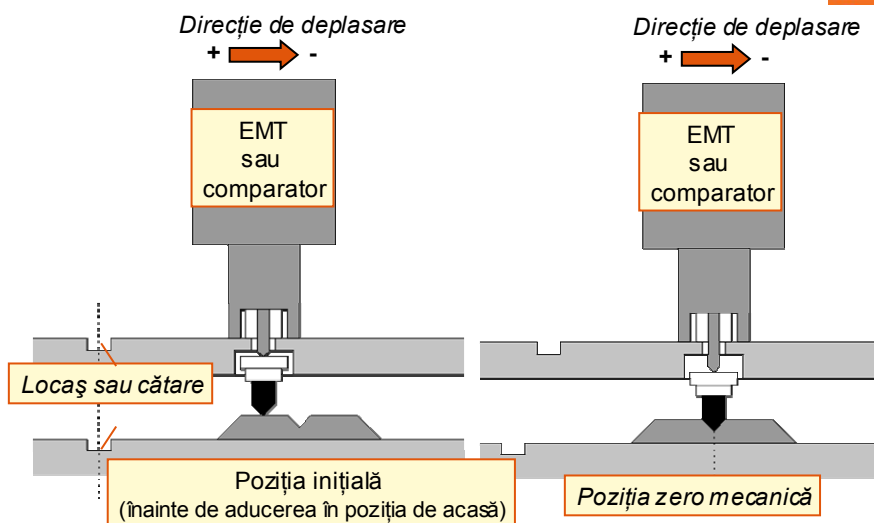 Direcție de deplasare
+ -
EMT
sau
comparator
Locaş sau cătare
Poziția inițială
(înainte de aducerea în poziția de acasă)
Direcție de deplasare
+ -
EMT
sau
comparator
Poziția zero mecanică